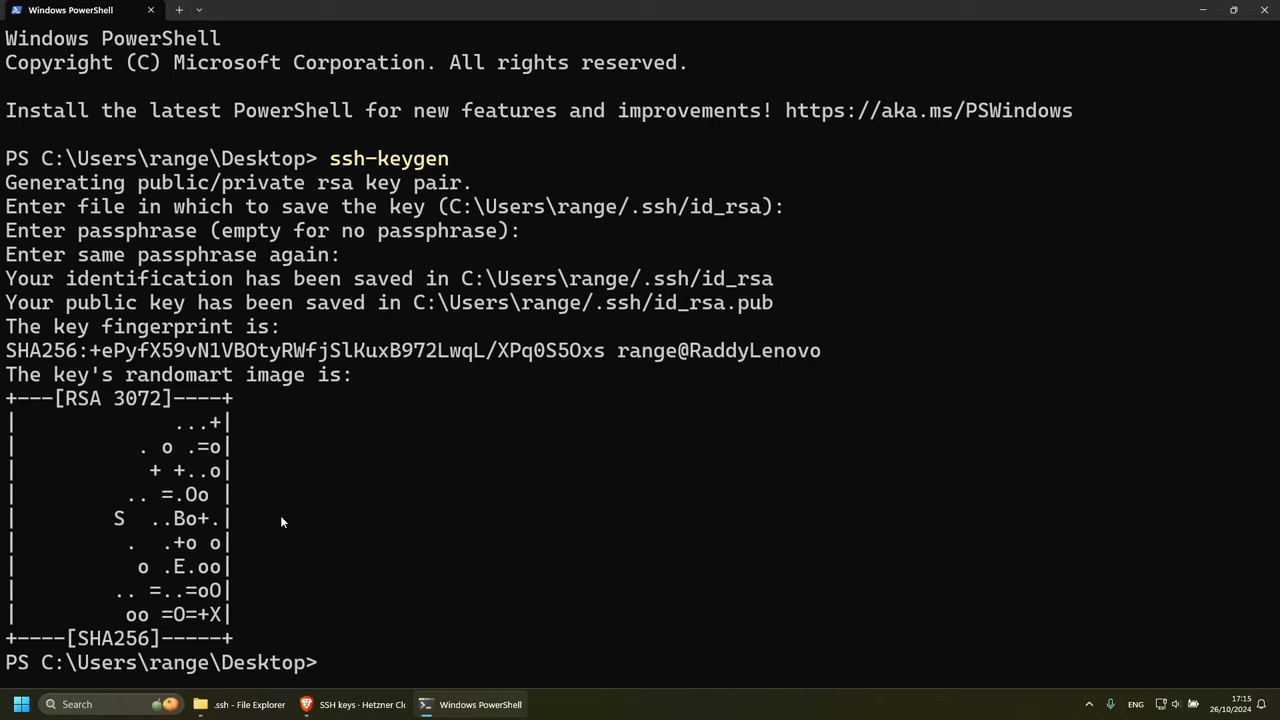 Windows PowerShell
Windows PowerShell
Copyright (C) Microsoft Corporation. All rights reserved.
Install the latest PowerShell for new features and improvements! https://aka.ms/PSWindows
PS C:\Users\range\Desktop> ssh-keygen
Generating public/private rsa key pair.
Enter file in which to save the key (C:\Users\range/.ssh/id_rsa):
Enter passphrase (empty for no passphrase):
Enter same passphrase again:
Your identification has been saved in C:\Users\range/.ssh/id_rsa
Your public key has been saved in C:\Users\range/.ssh/id_rsa.pub
The key fingerprint is:
SHA256:+ePyfX59vN1VBOtyRWfjSlKuxB972LwqL/XPq0S5Oxs range@RaddyLenovo
The key's randomart image is:
+---[RSA 3072]----+
|             ...+|
|          . o .=o|
|           + +..o|
|         .. =.Oo |
|        S  ..Bo+.|
|         .  .+o o|
|          o .E.oo|
|        .. =..=oO|
|         oo =O=+X|
+----[SHA256]-----+
PS C:\Users\range\Desktop>
Search
.ssh - File Explorer
SSH keys · Hetzner Cl
Windows PowerShell
ENG
17:15
26/10/2024